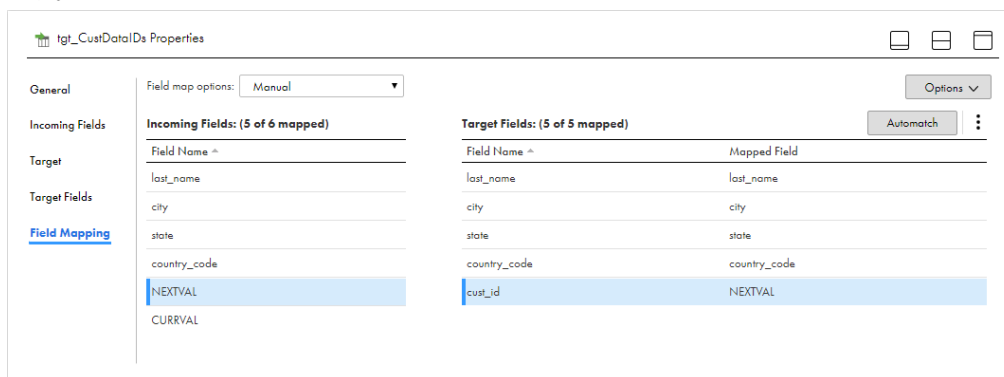 tgt_CustDataIDs Properties
General
Incoming Fields
Target
Target Fields
Field Mapping
Field map options: Manual
Options
Incoming Fields: (5 of 6 mapped)
Field Name
last_name
city
state
country_code
NEXTVAL
CURRVAL
Target Fields: (5 of 5 mapped)
Automatch
Field Name Mapped Field
last_name last_name
city city
state state
country_code country_code
cust_id NEXTVAL